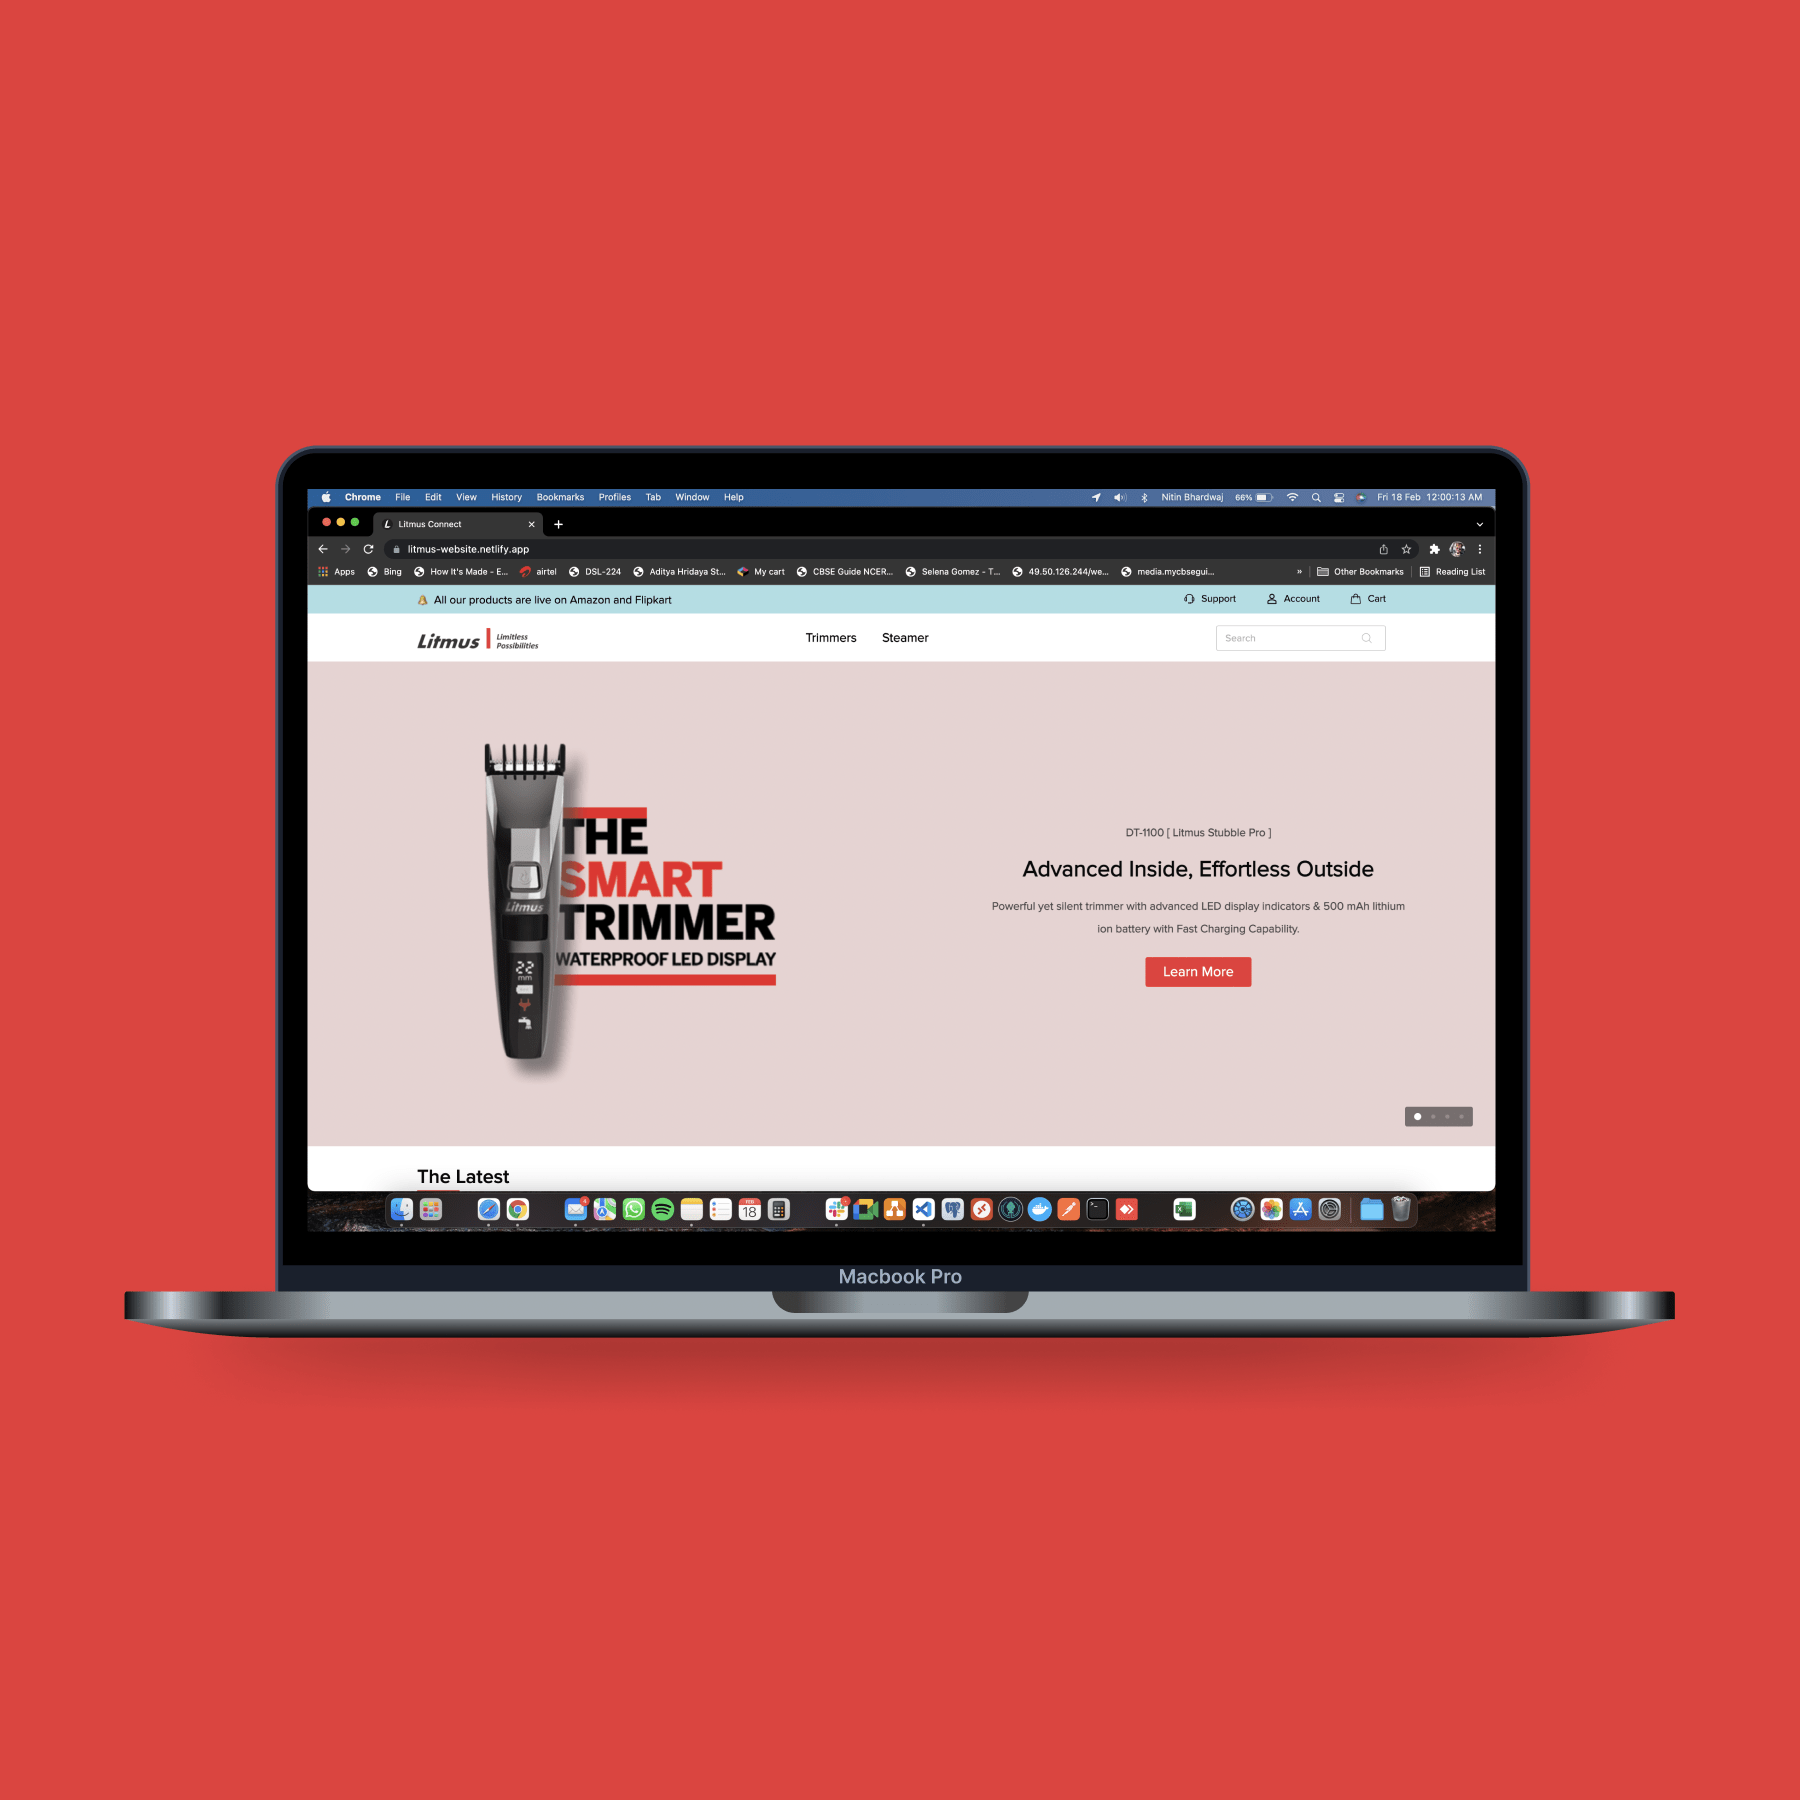 Chrome File Edit View History Bookmarks Profiles Tab Window Help Nitin Bhardwaj 66% Fri 18 Feb 12:00:13 AM
Litmus Connect
litmus-website.netlify.app
Apps Bing How It's Made - E... airtel DSL-224 Aditya Hridaya St... My cart CBSE Guide NCER... Selena Gomez - T... 49.50.126.244/we... media.mycbsegui... » Other Bookmarks Reading List
All our products are live on Amazon and Flipkart Support Account Cart
Litmus Limitless
Possibilities
Trimmers Steamer Search
THE
SMART
TRIMMER
WATERPROOF LED DISPLAY
Litmus
22
mm
DT-1100 [ Litmus Stubble Pro ]
Advanced Inside, Effortless Outside
Powerful yet silent trimmer with advanced LED display indicators & 500 mAh lithium
ion battery with Fast Charging Capability.
Learn More
The Latest
FEB
18
Macbook Pro